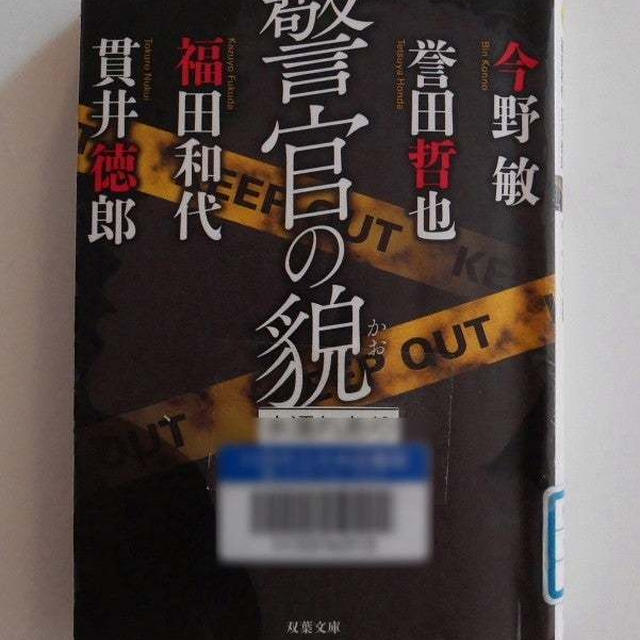 今野 敏
Bin Konno
誉田哲也
Tetsuya Honda
警官の貌
かお
福田和代
Kazuyo Fukuda
貫井徳郎
Tokuro Nukui
KEEP OUT
KE
KEEP OUT
OUT
双葉文庫